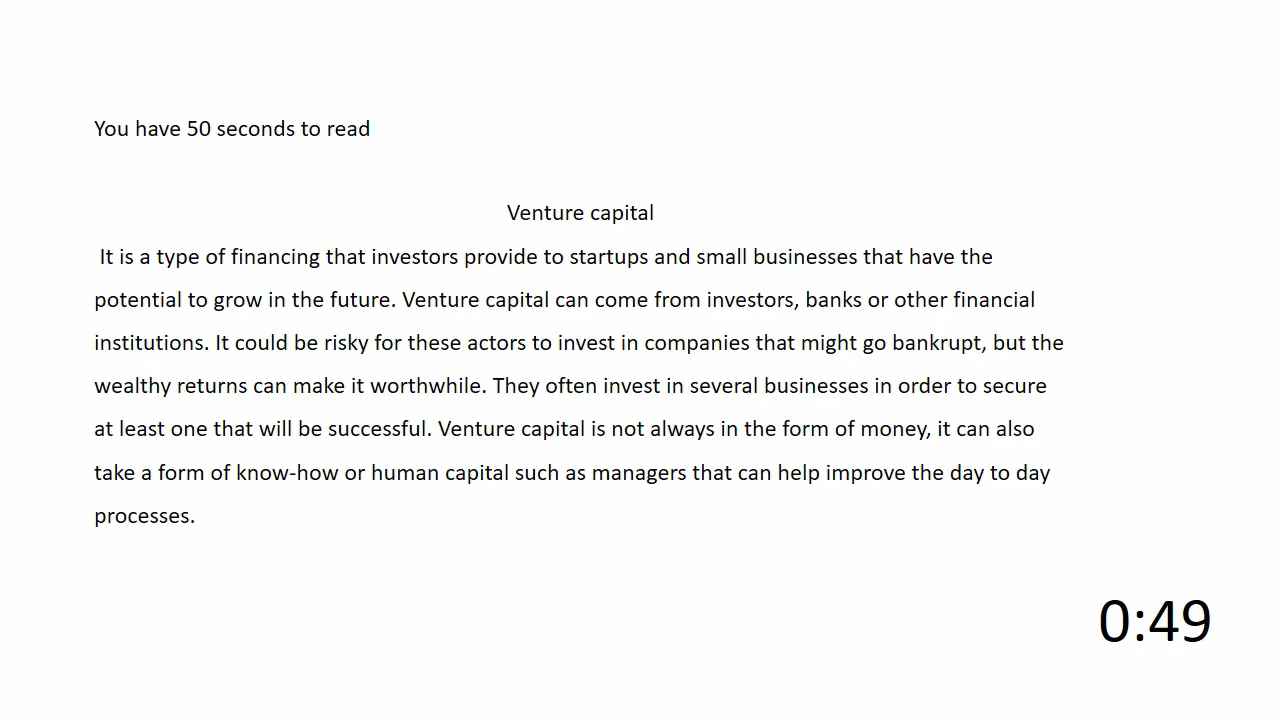 You have 50 seconds to read
Venture capital
It is a type of financing that investors provide to startups and small businesses that have the
potential to grow in the future. Venture capital can come from investors, banks or other financial
institutions. It could be risky for these actors to invest in companies that might go bankrupt, but the
wealthy returns can make it worthwhile. They often invest in several businesses in order to secure
at least one that will be successful. Venture capital is not always in the form of money, it can also
take a form of know-how or human capital such as managers that can help improve the day to day
processes.
0:49